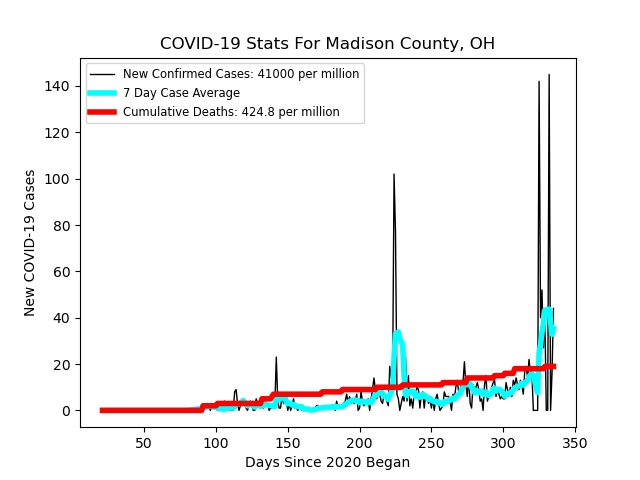 COVID-19 Stats For Madison County, OH
New Confirmed Cases: 41000 per million
7 Day Case Average
Cumulative Deaths: 424.8 per million
New COVID-19 Cases
140
120
100
80
60
40
20
0
50 100 150 200 250 300 350
Days Since 2020 Began